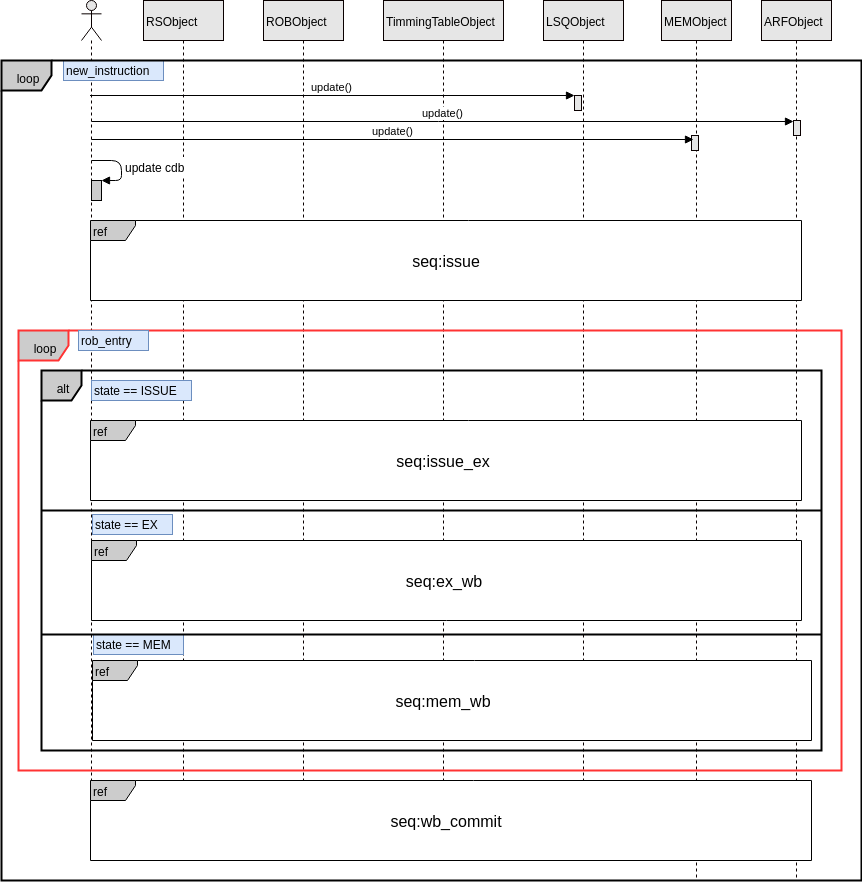 RSObject
ROBObject
TimmingTableObject
LSQObject
MEMObject
ARFObject
loop
new_instruction
update()
update()
update()
update cdb
ref
seq:issue
loop
rob_entry
alt
state == ISSUE
ref
seq:issue_ex
state == EX
ref
seq:ex_wb
state == MEM
ref
seq:mem_wb
ref
seq:wb_commit